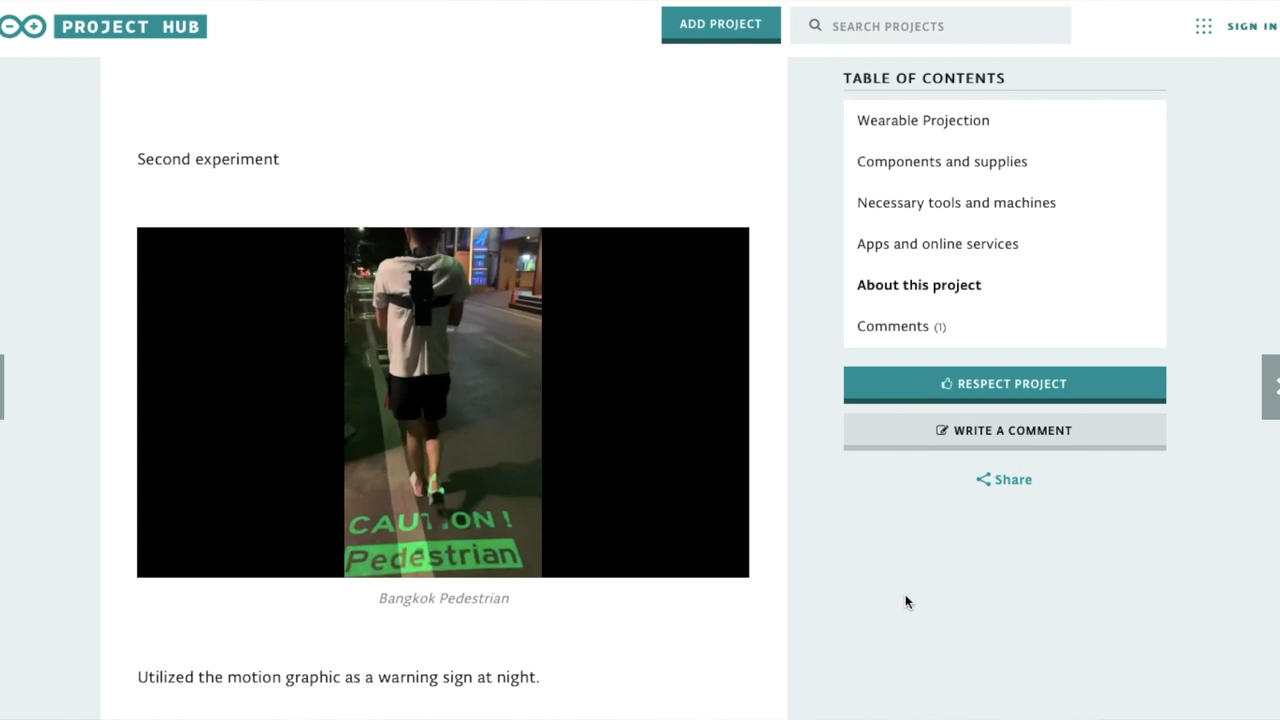 PROJECT HUB
ADD PROJECT
SEARCH PROJECTS
SIGN IN
Second experiment
CAUTION !
Pedestrian
Bangkok Pedestrian
Utilized the motion graphic as a warning sign at night.
TABLE OF CONTENTS
Wearable Projection
Components and supplies
Necessary tools and machines
Apps and online services
About this project
Comments (1)
RESPECT PROJECT
WRITE A COMMENT
Share